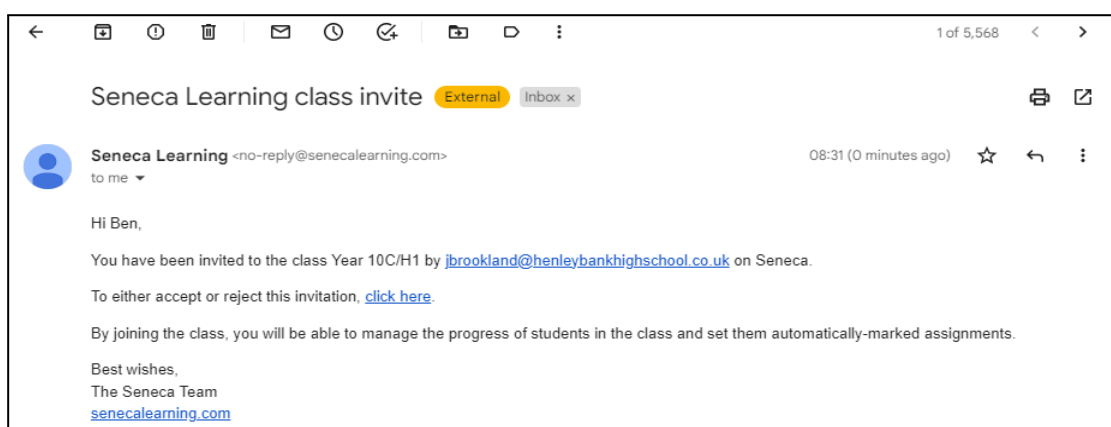 1 of 5,568
Seneca Learning class invite External Inbox ×
Seneca Learning <no-reply@senecalearning.com> 08:31 (0 minutes ago)
to me
Hi Ben,
You have been invited to the class Year 10C/H1 by jbrookland@henleybankhighschool.co.uk on Seneca.
To either accept or reject this invitation, click here.
By joining the class, you will be able to manage the progress of students in the class and set them automatically-marked assignments.
Best wishes,
The Seneca Team
senecalearning.com